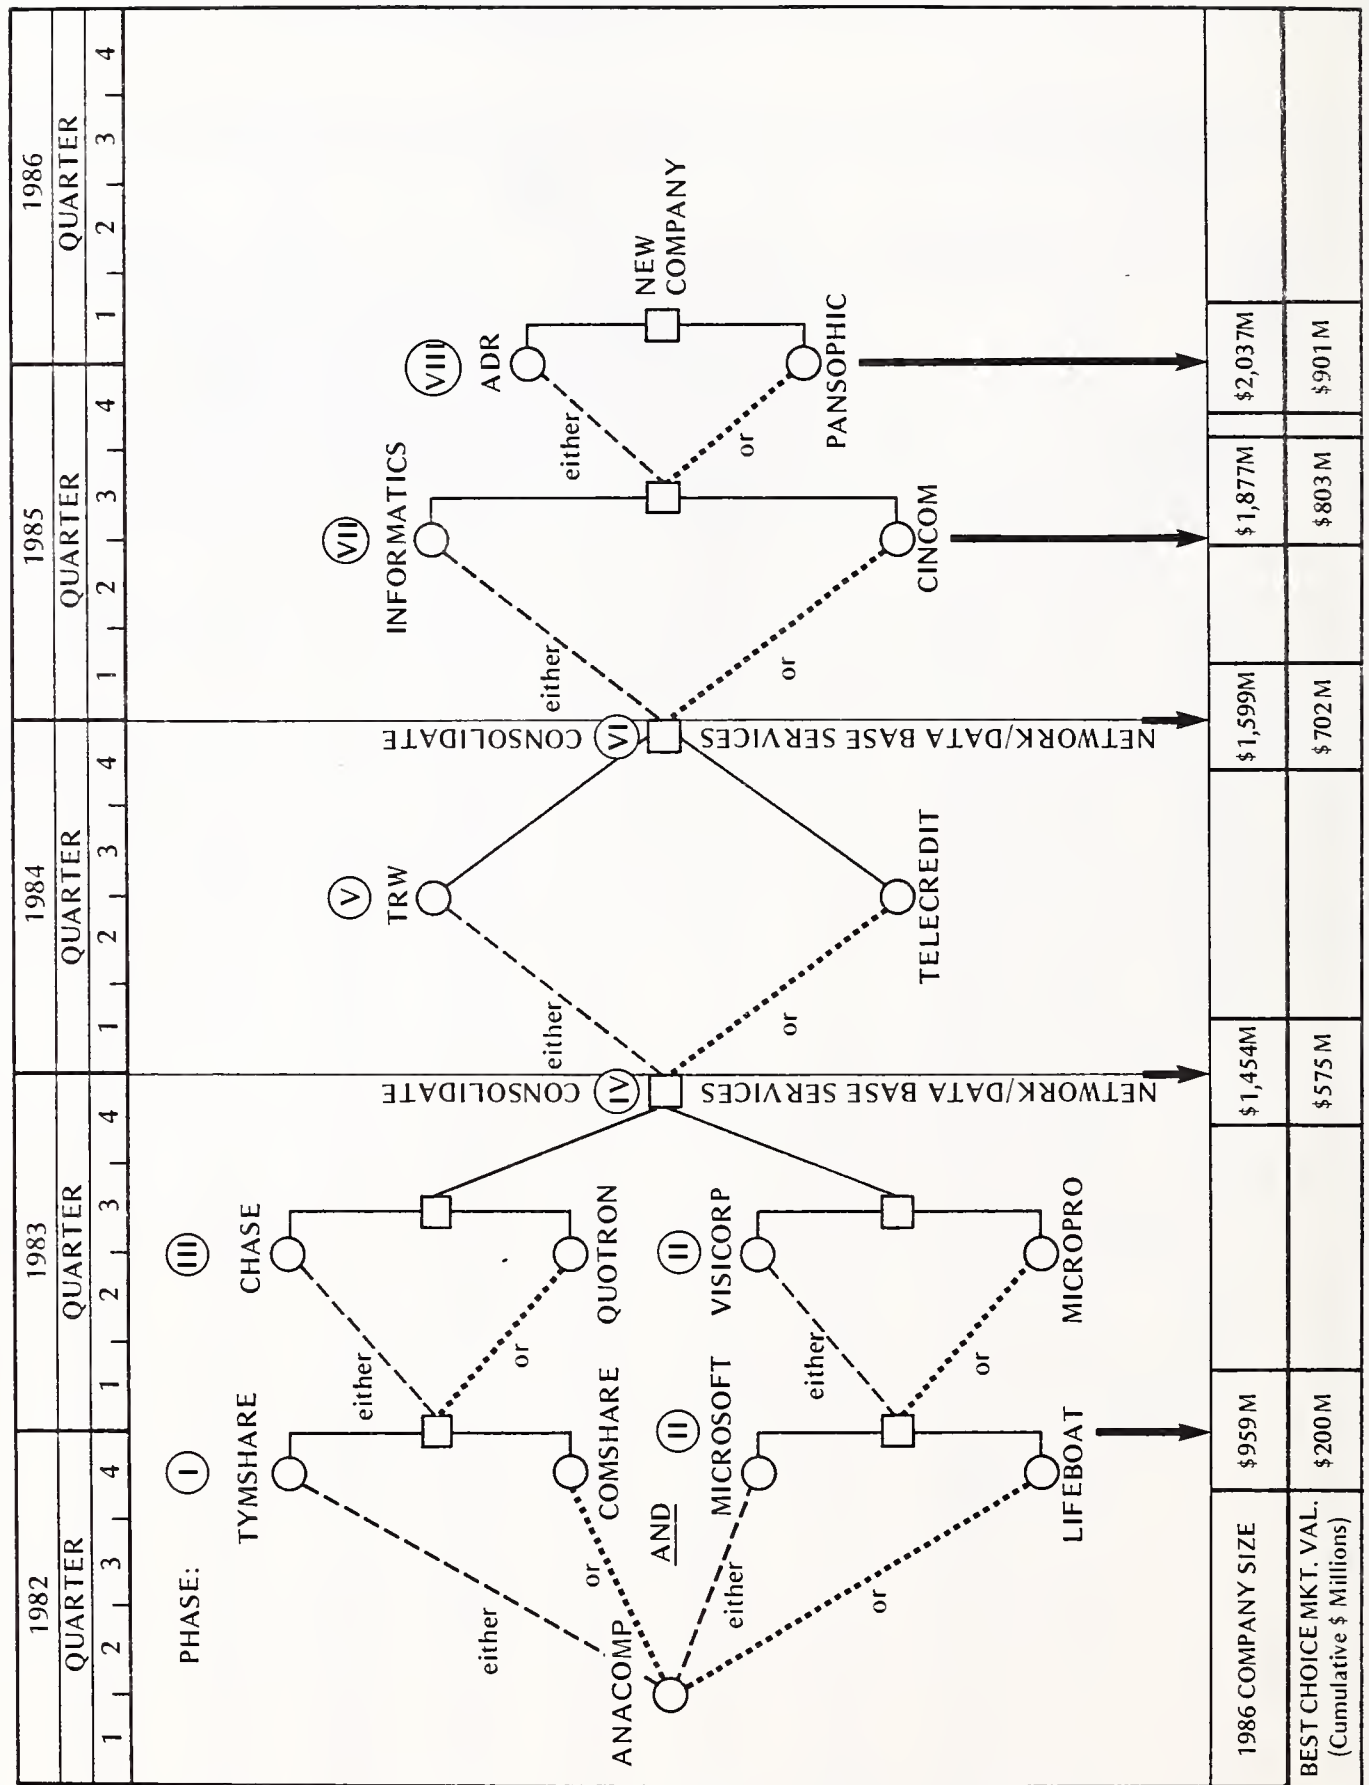 1982 1983 1984 1985 1986
QUARTER QUARTER QUARTER QUARTER QUARTER
1 2 3 4 1 2 3 4 1 2 3 4 1 2 3 4 1 2 3 4
PHASE:
I
TYMSHARE
III
CHASE
either
either
or
QUOTRON
or
COMSHARE
ANACOMP
AND
II
MICROSOFT
II
VISICORP
either
either
or
or
LIFEBOAT
MICROPRO
CONSOLIDATE
IV
NETWORK/DATA BASE SERVICES
V
TRW
either
or
TELECREDIT
CONSOLIDATE
VI
NETWORK/DATA BASE SERVICES
VII
INFORMATICS
either
or
CINCOM
VIII
ADR
either
or
PANSOPHIC
NEW
COMPANY
1986 COMPANY SIZE $959M $1,454M $1,599M $1,877M $2,037M
BEST CHOICE MKT. VAL. $200M $575M $702M $803M $901M
(Cumulative $ Millions)